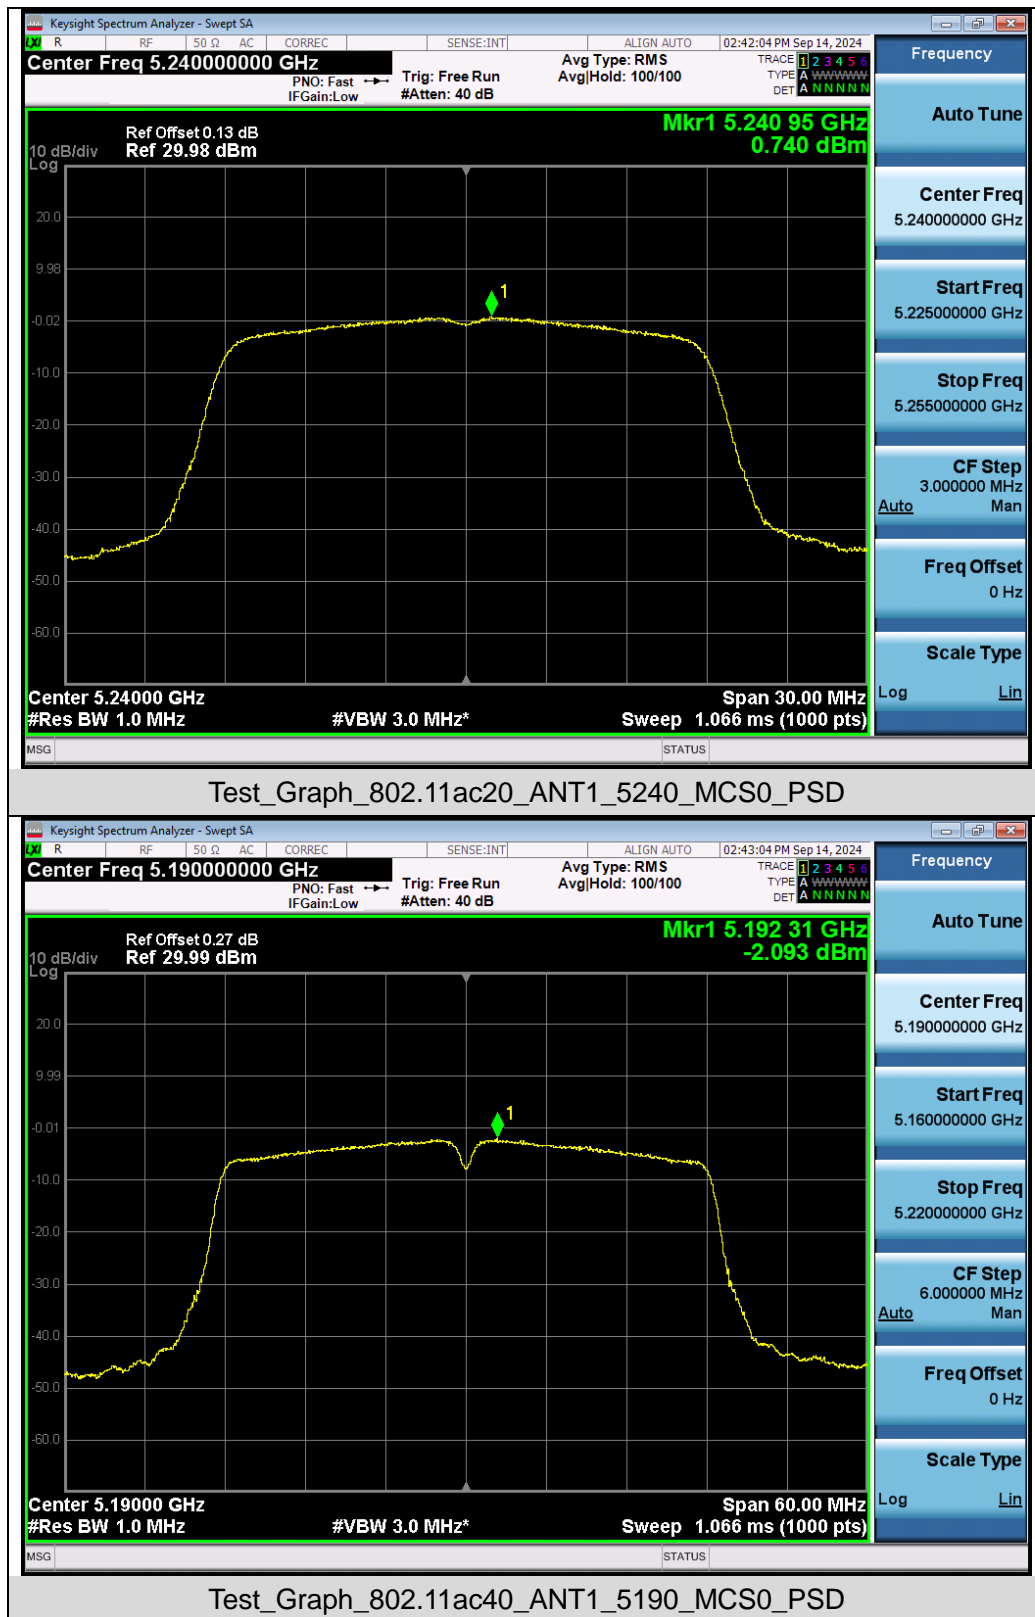 Keysight Spectrum Analyzer - Swept SA
LXI R RF 50 Ω AC CORREC SENSE:INT ALIGN AUTO 02:42:04 PM Sep 14, 2024
Center Freq 5.240000000 GHz
PNO: Fast
IFGain:Low
Trig: Free Run
#Atten: 40 dB
Avg Type: RMS
Avg|Hold: 100/100
TRACE 1 2 3 4 5 6
TYPE A WWWWW
DET A N N N N N
Ref Offset 0.13 dB
10 dB/div Ref 29.98 dBm
Log
Mkr1 5.240 95 GHz
0.740 dBm
20.0
9.98
1
-0.02
-10.0
-20.0
-30.0
-40.0
-50.0
-60.0
Center 5.24000 GHz Span 30.00 MHz
#Res BW 1.0 MHz #VBW 3.0 MHz* Sweep 1.066 ms (1000 pts)
MSG STATUS
Frequency
Auto Tune
Center Freq
5.240000000 GHz
Start Freq
5.225000000 GHz
Stop Freq
5.255000000 GHz
CF Step
3.000000 MHz
Auto Man
Freq Offset
0 Hz
Scale Type
Log Lin
Test_Graph_802.11ac20_ANT1_5240_MCS0_PSD
Keysight Spectrum Analyzer - Swept SA
LXI R RF 50 Ω AC CORREC SENSE:INT ALIGN AUTO 02:43:04 PM Sep 14, 2024
Center Freq 5.190000000 GHz
PNO: Fast
IFGain:Low
Trig: Free Run
#Atten: 40 dB
Avg Type: RMS
Avg|Hold: 100/100
TRACE 1 2 3 4 5 6
TYPE A WWWWW
DET A N N N N N
Ref Offset 0.27 dB
10 dB/div Ref 29.99 dBm
Log
Mkr1 5.192 31 GHz
-2.093 dBm
20.0
9.99
1
-0.01
-10.0
-20.0
-30.0
-40.0
-50.0
-60.0
Center 5.19000 GHz Span 60.00 MHz
#Res BW 1.0 MHz #VBW 3.0 MHz* Sweep 1.066 ms (1000 pts)
MSG STATUS
Frequency
Auto Tune
Center Freq
5.190000000 GHz
Start Freq
5.160000000 GHz
Stop Freq
5.220000000 GHz
CF Step
6.000000 MHz
Auto Man
Freq Offset
0 Hz
Scale Type
Log Lin
Test_Graph_802.11ac40_ANT1_5190_MCS0_PSD